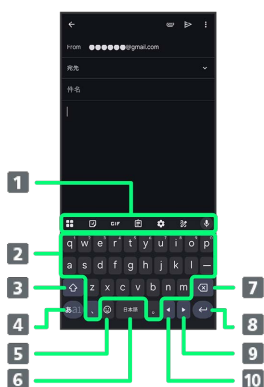 From ●●●●●●@gmail.com
宛先
件名
1
GIF
2
q w e r t y u i o p
a s d f g h j k l ー
3
z x c v b n m
7
4
, 日本語 。
8
5
9
6
10